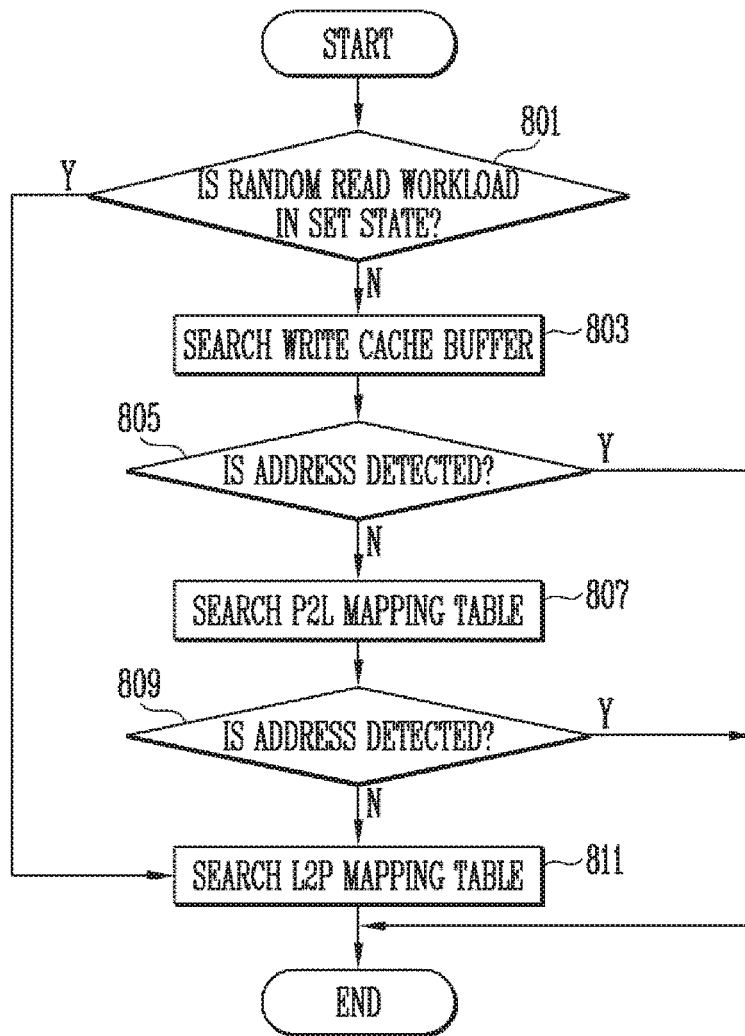 START
801
Y
IS RANDOM READ WORKLOAD
IN SET STATE?
N
SEARCH WRITE CACHE BUFFER
803
805
IS ADDRESS DETECTED?
Y
N
SEARCH P2L MAPPING TABLE
807
809
IS ADDRESS DETECTED?
Y
N
SEARCH L2P MAPPING TABLE
811
END